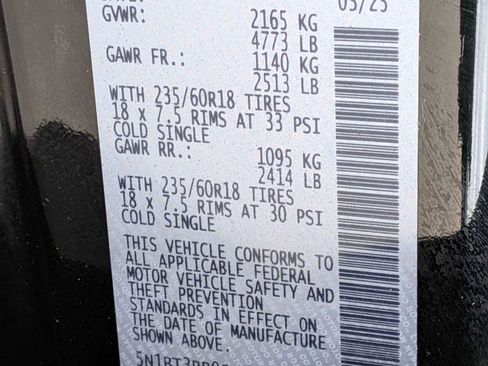 03/25
GVWR: 2165 KG
4773 LB
GAWR FR.: 1140 KG
2513 LB
WITH 235/60R18 TIRES
18 x 7.5 RIMS AT 33 PSI
COLD SINGLE
GAWR RR.: 1095 KG
2414 LB
WITH 235/60R18 TIRES
18 x 7.5 RIMS AT 30 PSI
COLD SINGLE
THIS VEHICLE CONFORMS TO
ALL APPLICABLE FEDERAL
MOTOR VEHICLE SAFETY AND
THEFT PREVENTION
STANDARDS IN EFFECT ON
THE DATE OF MANUFACTURE
SHOWN ABOVE.